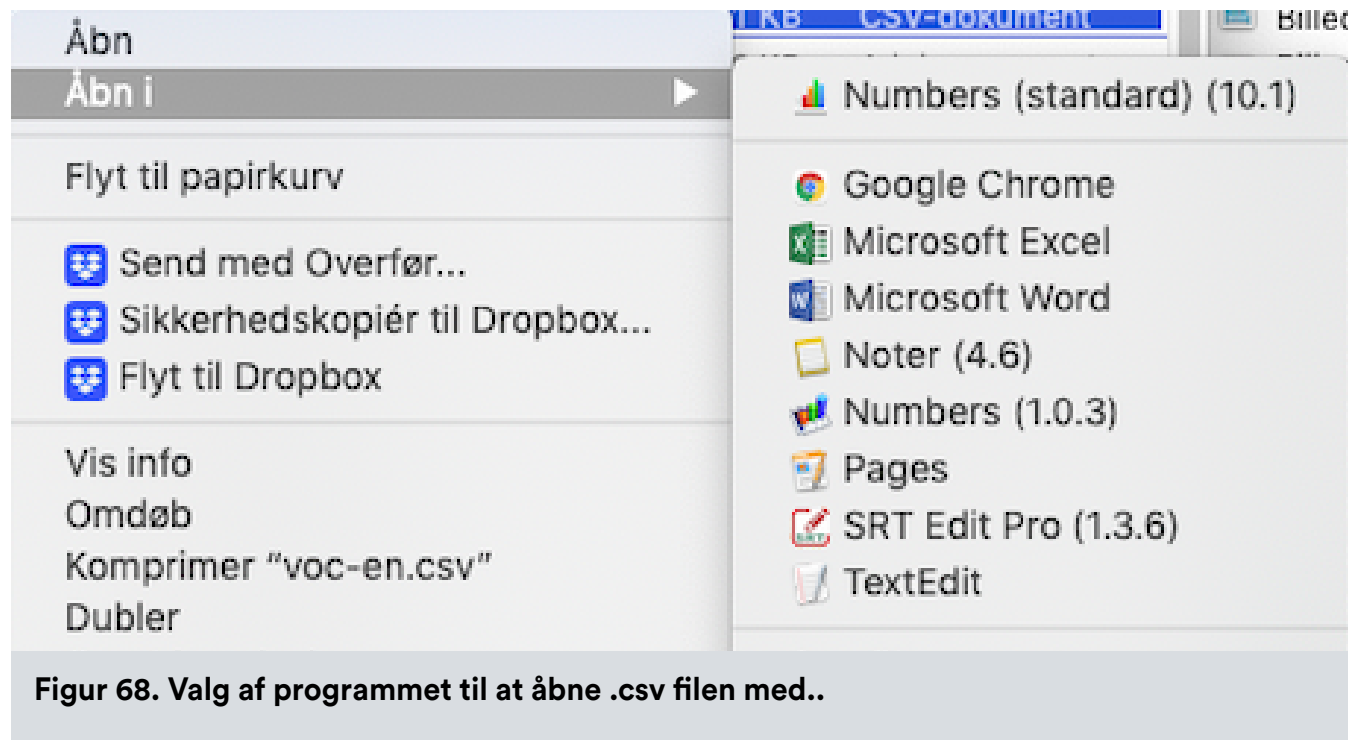 Åbn
Åbn i
Flyt til papirkurv
Send med Overfør...
Sikkerhedskopiér til Dropbox...
Flyt til Dropbox
Vis info
Omdøb
Komprimer “voc-en.csv”
Dubler
KB CSV-dokument
Numbers (standard) (10.1)
Google Chrome
Microsoft Excel
Microsoft Word
Noter (4.6)
Numbers (1.0.3)
Pages
SRT Edit Pro (1.3.6)
TextEdit
Figur 68. Valg af programmet til at åbne .csv filen med..